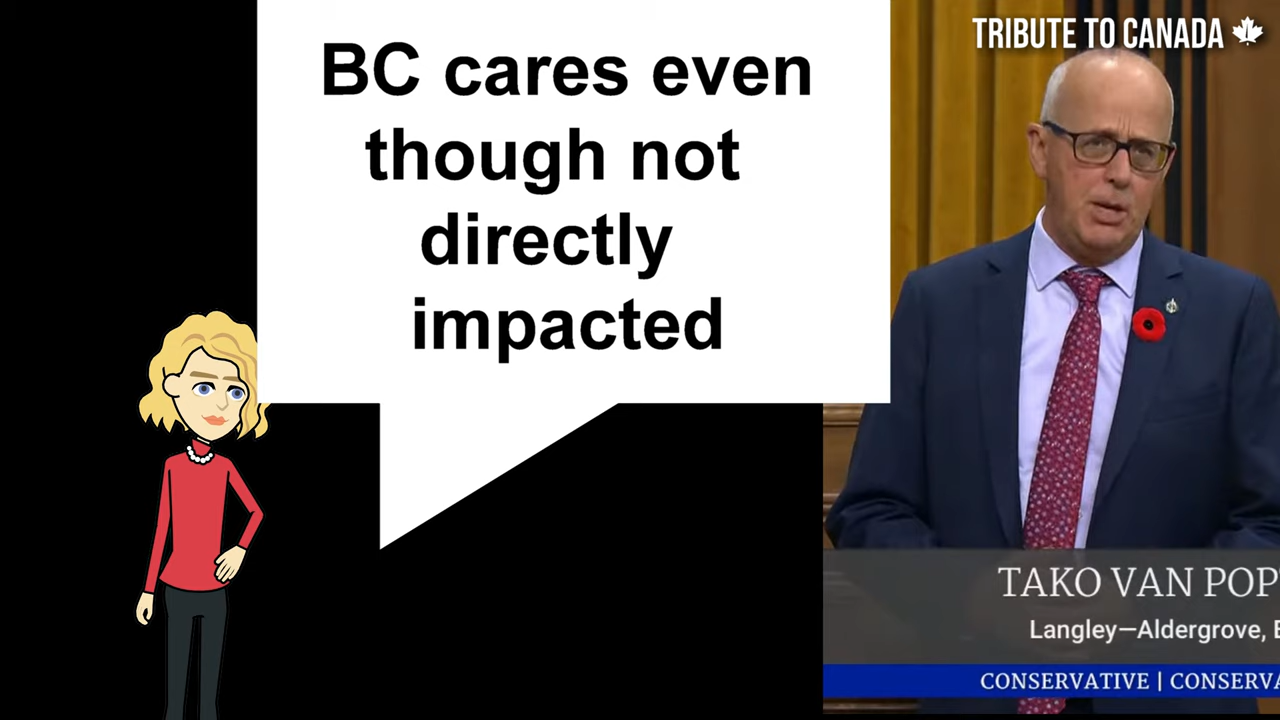 BC cares even
though not
directly
impacted
TRIBUTE TO CANADA
TAKO VAN POP
Langley—Aldergrove,
CONSERVATIVE | CONSERVA